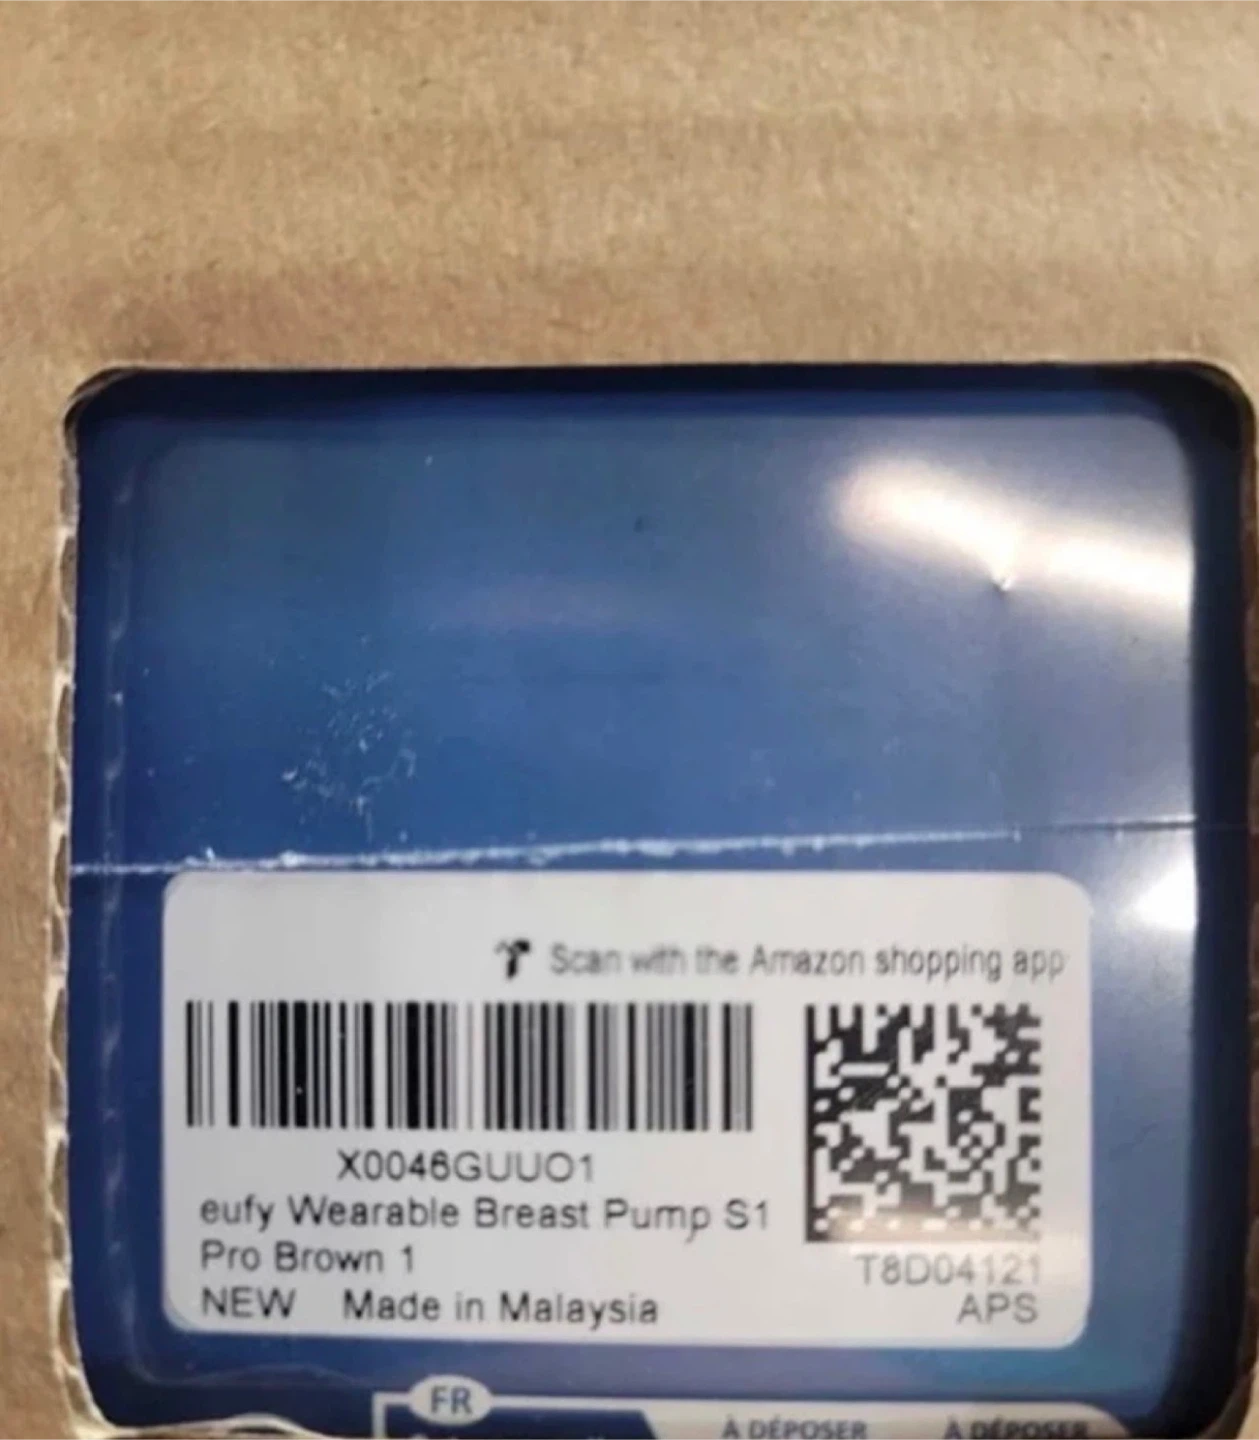 Scan with the Amazon shopping app
X0046GUUO1
eufy Wearable Breast Pump S1
Pro Brown 1
NEW Made in Malaysia
T8D04121
APS
FR
À DÉPOSER
À DÉPOSER